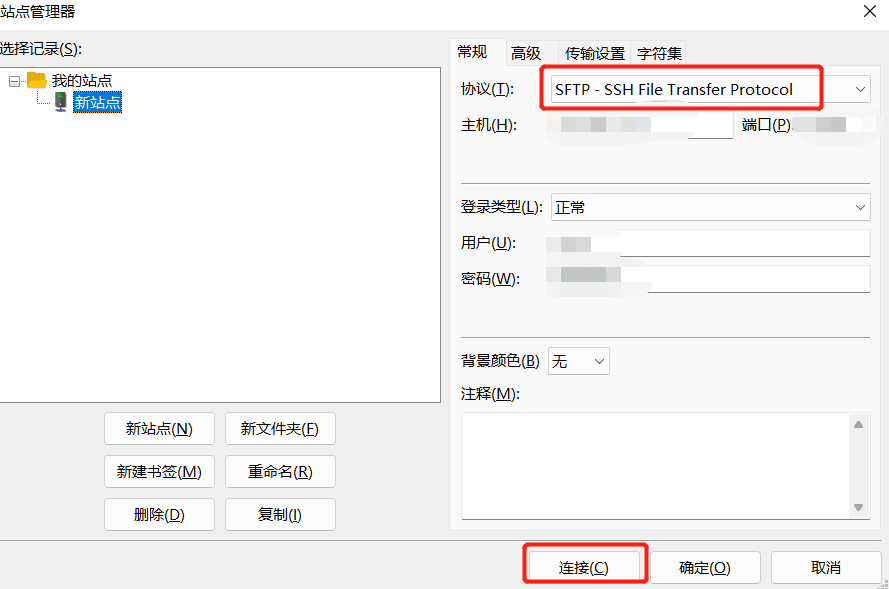 站点管理器
选择记录(S):
我的站点
新站点
新站点(N)
新文件夹(F)
新建书签(M)
重命名(R)
删除(D)
复制(I)
常规
高级
传输设置
字符集
协议(T):
SFTP - SSH File Transfer Protocol
主机(H):
端口(P)
登录类型(L):
正常
用户(U):
密码(W):
背景颜色(B)
无
注释(M):
连接(C)
确定(O)
取消